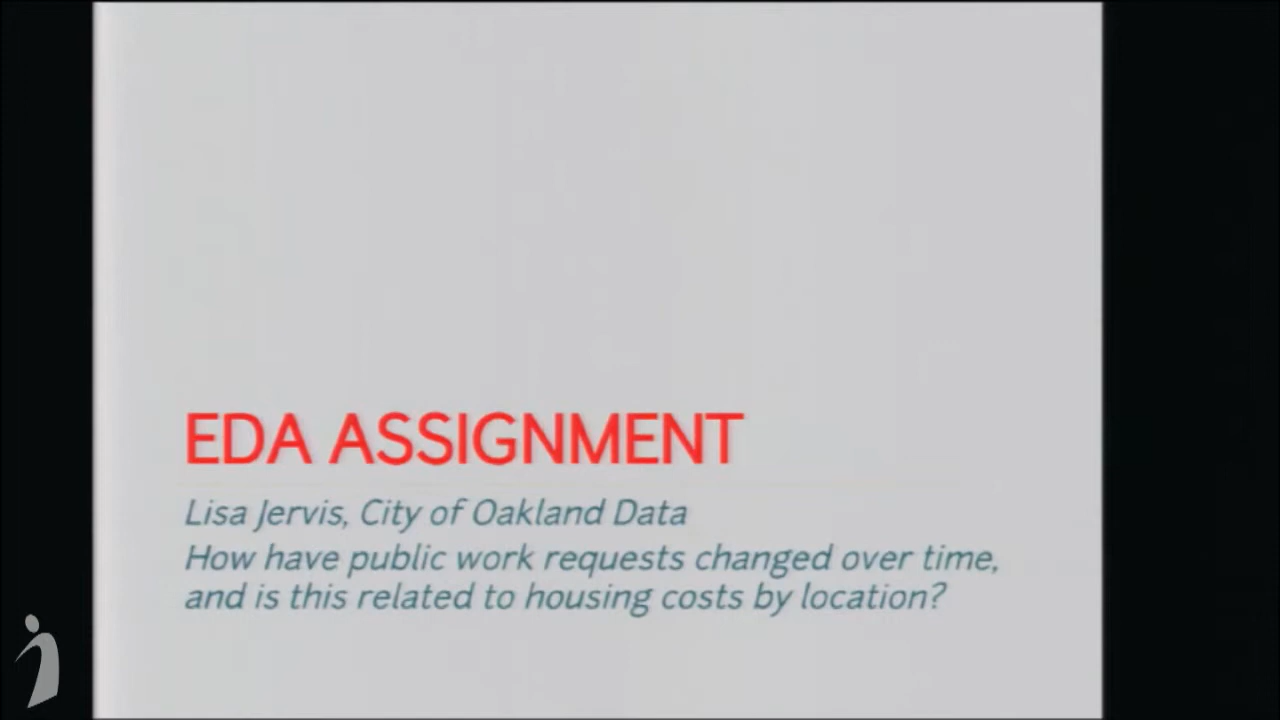 EDA ASSIGNMENT
Lisa Jervis, City of Oakland Data
How have public work requests changed over time,
and is this related to housing costs by location?